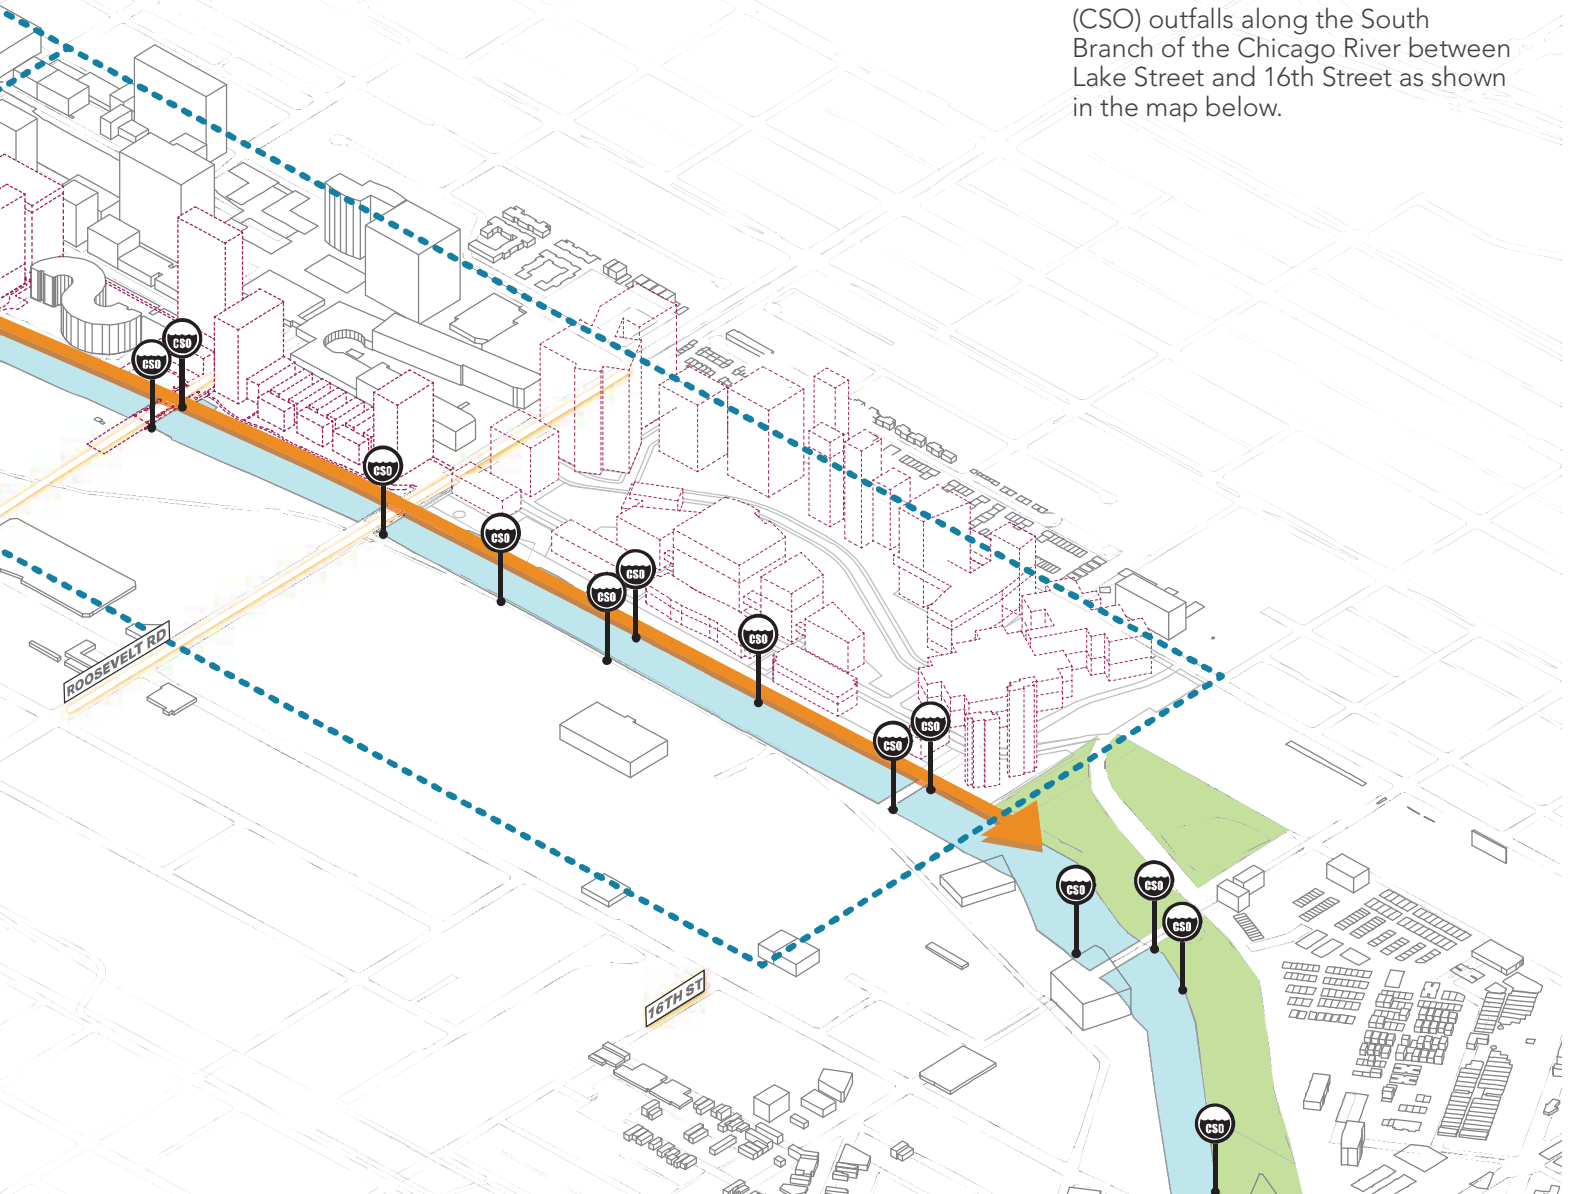 (CSO) outfalls along the South
Branch of the Chicago River between
Lake Street and 16th Street as shown
in the map below.
CSO
CSO
CSO
CSO
CSO
CSO
CSO
ROOSEVELT RD
CSO
CSO
CSO
CSO
CSO
16TH ST
CSO